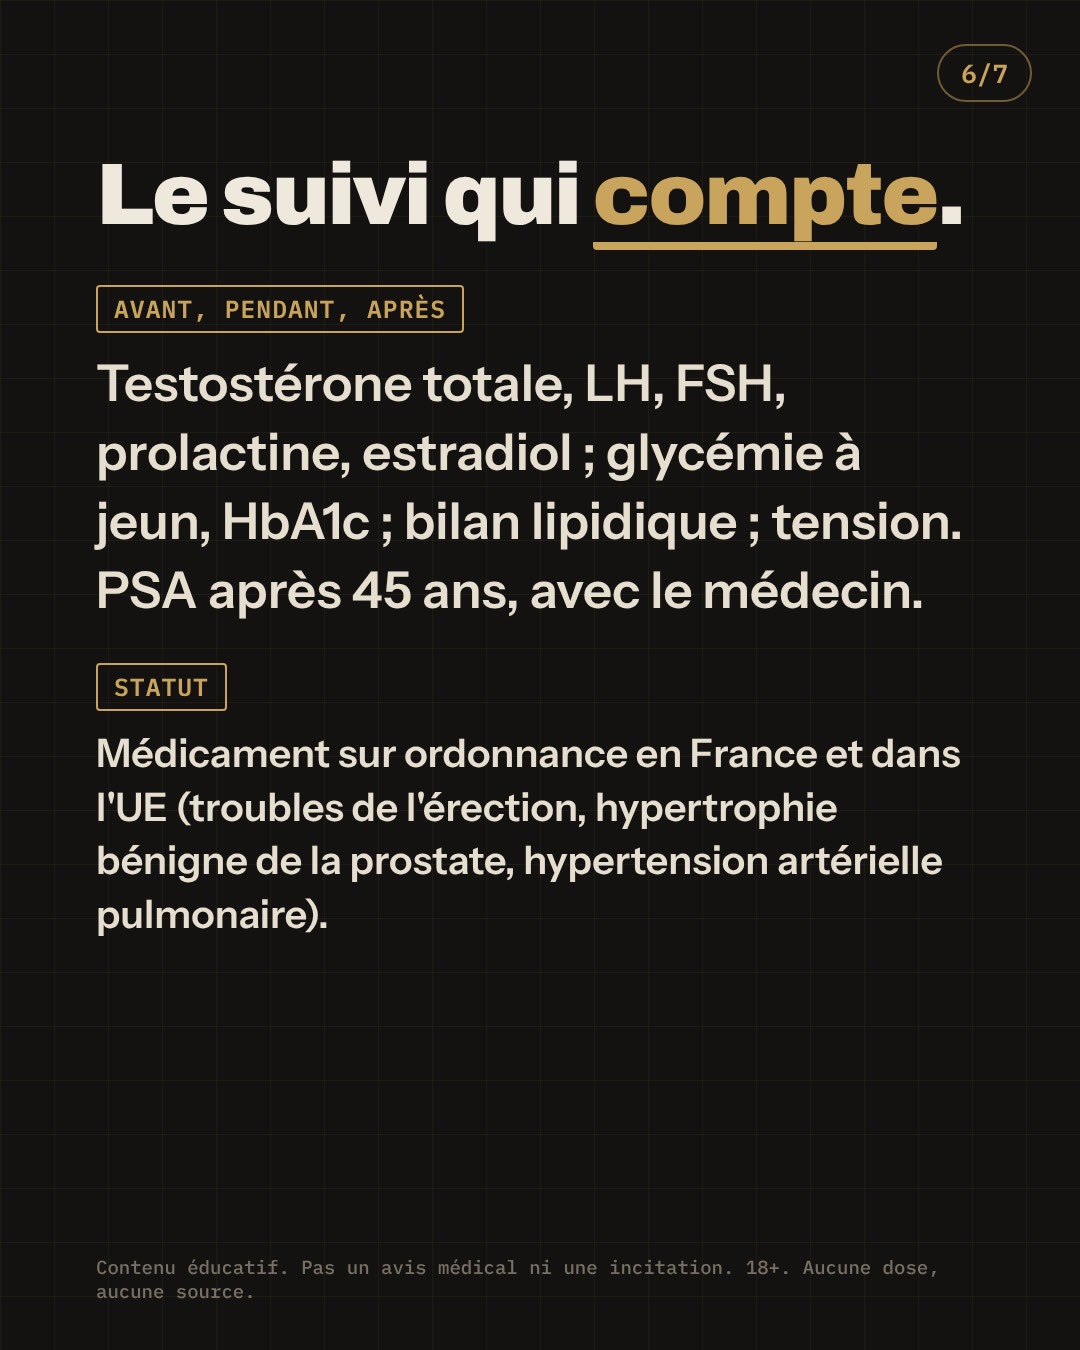 6/7
Le suivi qui compte.
AVANT, PENDANT, APRÈS
Testostérone totale, LH, FSH,
prolactine, estradiol ; glycémie à
jeun, HbA1c ; bilan lipidique ; tension.
PSA après 45 ans, avec le médecin.
STATUT
Médicament sur ordonnance en France et dans
l'UE (troubles de l'érection, hypertrophie
bénigne de la prostate, hypertension artérielle
pulmonaire).
Contenu éducatif. Pas un avis médical ni une incitation. 18+. Aucune dose,
aucune source.